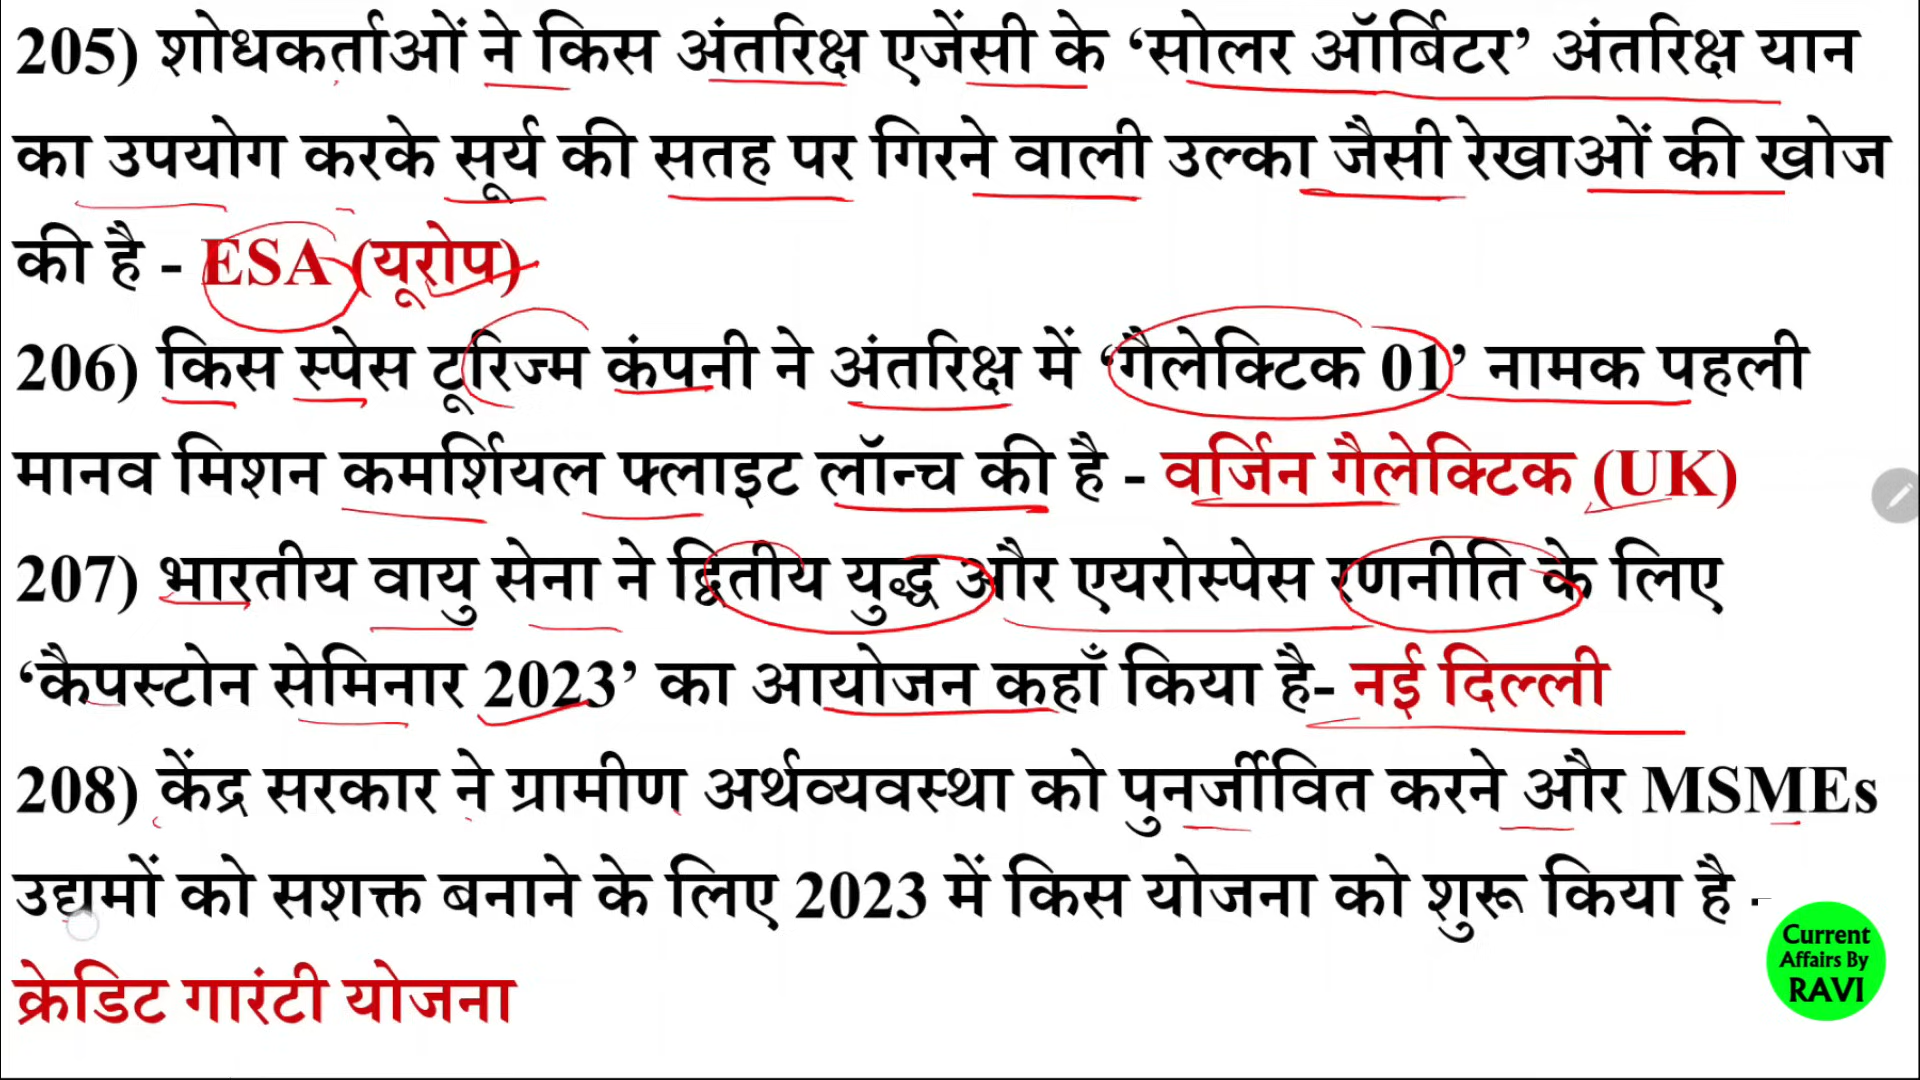 205) शोधकर्ताओं ने किस अंतरिक्ष एजेंसी के ‘सोलर ऑर्बिटर’ अंतरिक्ष यान
का उपयोग करके सूर्य की सतह पर गिरने वाली उल्का जैसी रेखाओं की खोज
की है - ESA (यूरोप)
206) किस स्पेस टूरिज्म कंपनी ने अंतरिक्ष में ‘गैलेक्टिक 01’ नामक पहली
मानव मिशन कमर्शियल फ्लाइट लॉन्च की है - वर्जिन गैलेक्टिक (UK)
207) भारतीय वायु सेना ने द्वितीय युद्ध और एयरोस्पेस रणनीति के लिए
‘कैपस्टोन सेमिनार 2023’ का आयोजन कहाँ किया है- नई दिल्ली
208) केंद्र सरकार ने ग्रामीण अर्थव्यवस्था को पुनर्जीवित करने और MSMEs
उद्यमों को सशक्त बनाने के लिए 2023 में किस योजना को शुरू किया है -
क्रेडिट गारंटी योजना
Current
Affairs By
RAVI